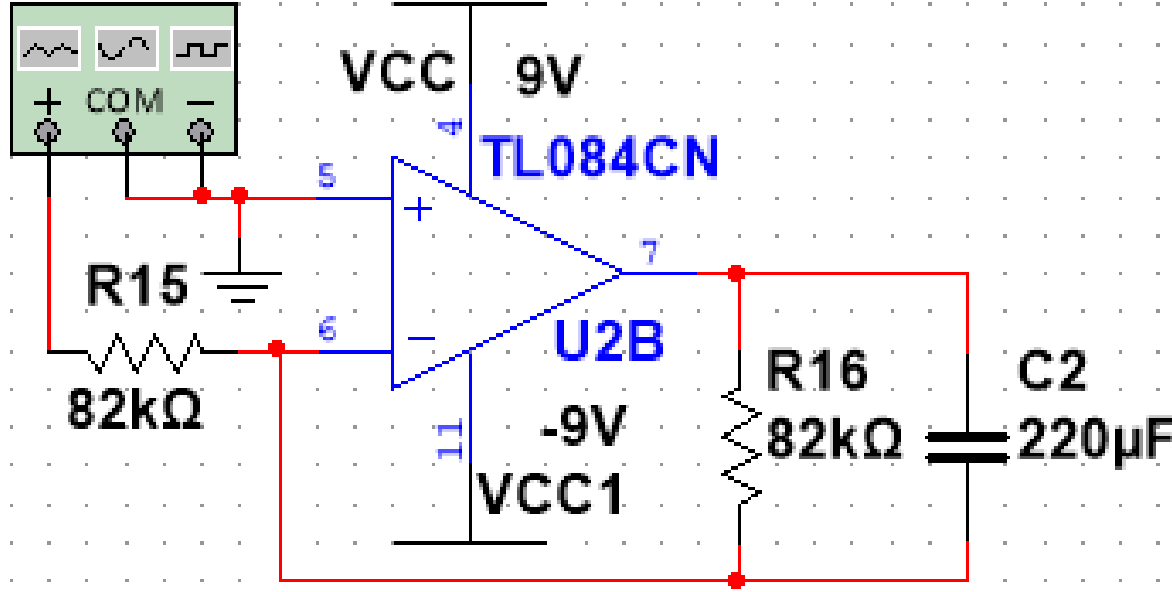 + COM −
VCC 9V
4
TL084CN
5
+
7
R15
6
−
U2B
82kΩ
-9V
11
VCC1
R16
82kΩ
C2
220µF